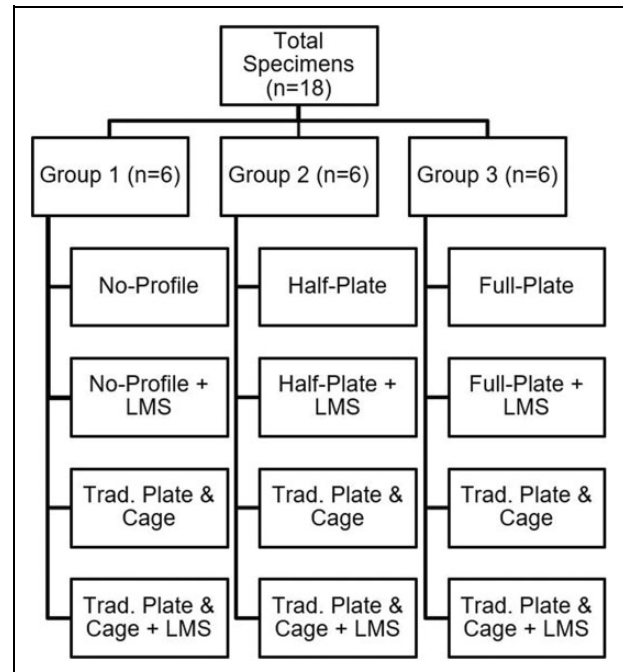 Total
Specimens
(n=18)
Group 1 (n=6)
Group 2 (n=6)
Group 3 (n=6)
No-Profile
Half-Plate
Full-Plate
No-Profile +
LMS
Half-Plate +
LMS
Full-Plate +
LMS
Trad. Plate &
Cage
Trad. Plate &
Cage
Trad. Plate &
Cage
Trad. Plate &
Cage + LMS
Trad. Plate &
Cage + LMS
Trad. Plate &
Cage + LMS